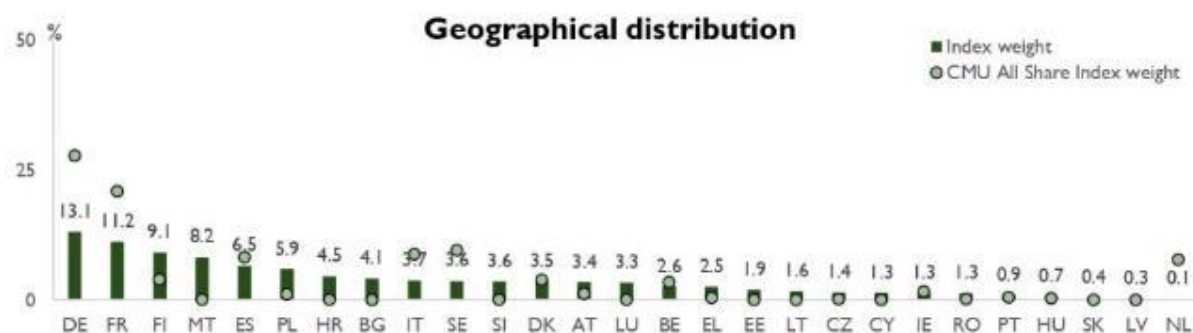 Geographical distribution
%
50
25
0
Index weight
CMU All Share Index weight
13.1 11.2 9.1 8.2 6.5 5.9 4.5 4.1 3.7 3.6 3.6 3.5 3.4 3.3 2.6 2.5 1.9 1.6 1.4 1.3 1.3 1.3 0.9 0.7 0.4 0.3 0.1
DE FR FI MT ES PL HR BG IT SE SI DK AT LU BE EL EE LT CZ CY IE RO PT HU SK LV NL